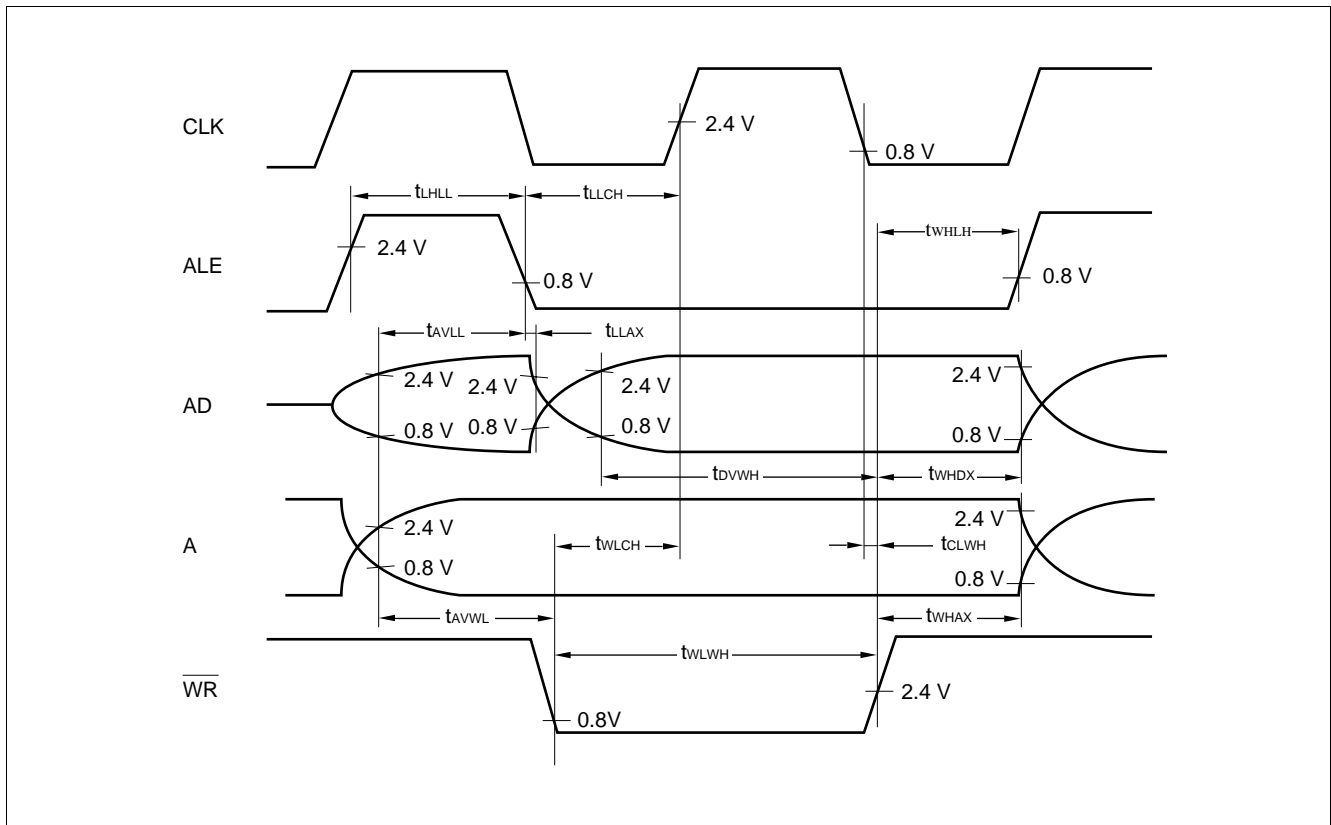 CLK
2.4 V
0.8 V
tLHLL
tLLCH
tWHLH
ALE
2.4 V
0.8 V
0.8 V
tAVLL
tLLAX
AD
2.4 V
2.4 V
2.4 V
2.4 V
0.8 V
0.8 V
0.8 V
0.8 V
tDVWH
tWHDX
A
2.4 V
2.4 V
tWLCH
tCLWH
0.8 V
0.8 V
tAVWL
tWHAX
tWLWH
WR
2.4 V
0.8V